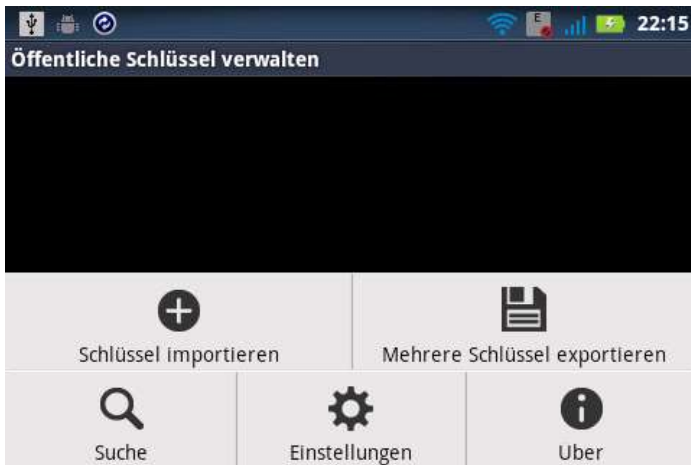 E
22:15
Öffentliche Schlüssel verwalten
Schlüssel importieren
Mehrere Schlüssel exportieren
Suche
Einstellungen
Uber